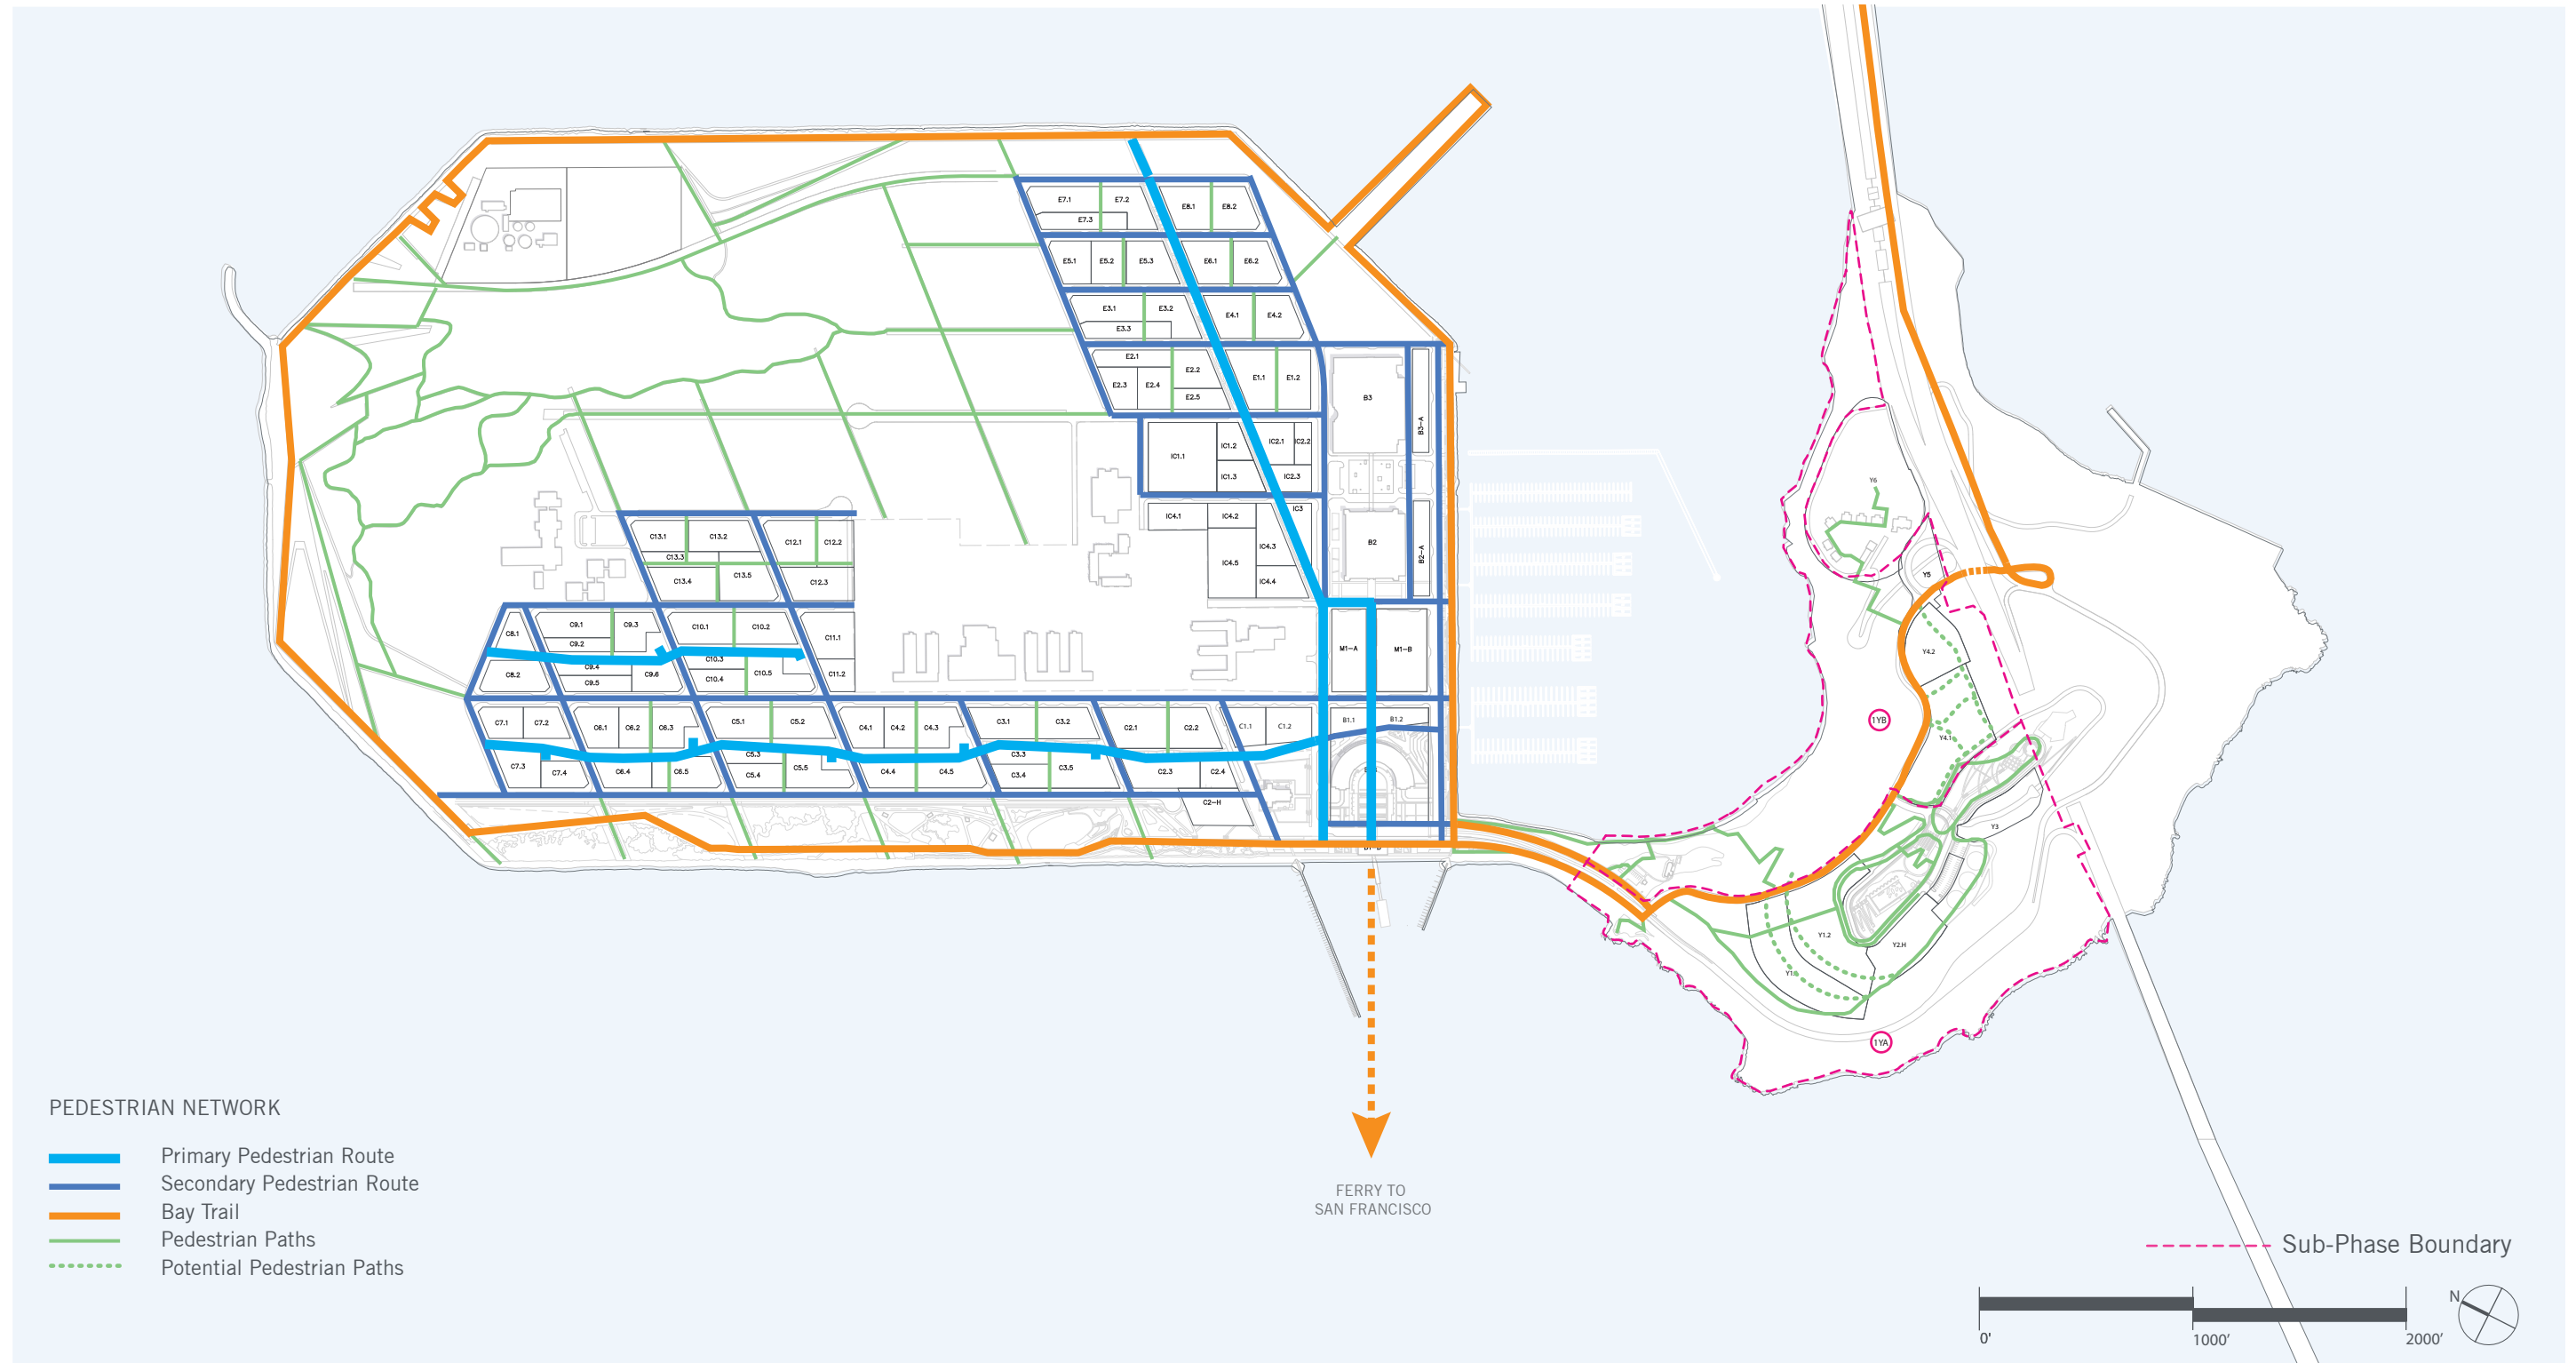 E7.1
E7.2
E8.1
E8.2
E7.3
E5.1
E5.2
E5.3
E6.1
E6.2
E3.1
E3.2
E4.1
E4.2
E3.3
E2.1
E2.2
E2.3
E2.4
E2.5
E1.1
E1.2
B3
B3-A
IC1.1
IC1.2
IC1.3
IC2.1
IC2.2
IC2.3
IC3
IC4.1
IC4.2
IC4.3
IC4.5
IC4.4
B2
B2-A
C13.1
C13.2
C13.3
C13.4
C13.5
C12.1
C12.2
C12.3
C8.1
C9.1
C9.2
C9.3
C10.1
C10.2
C11.1
C8.2
C9.4
C9.5
C9.6
C10.3
C10.4
C10.5
C11.2
M1-A
M1-B
C7.1
C7.2
C6.1
C6.2
C6.3
C5.1
C5.2
C4.1
C4.2
C4.3
C3.1
C3.2
C2.1
C2.2
C1.1
C1.2
B1.1
B1.2
C7.3
C7.4
C6.4
C6.5
C5.3
C5.4
C5.5
C4.4
C4.5
C3.3
C3.4
C3.5
C2.3
C2.4
C2-H
Y6
Y5
Y4.2
Y4.1
1YB
Y3
Y1.2
Y2.H
1YA
FERRY TO
SAN FRANCISCO
PEDESTRIAN NETWORK
Primary Pedestrian Route
Secondary Pedestrian Route
Bay Trail
Pedestrian Paths
Potential Pedestrian Paths
Sub-Phase Boundary
N
0'
1000'
2000'